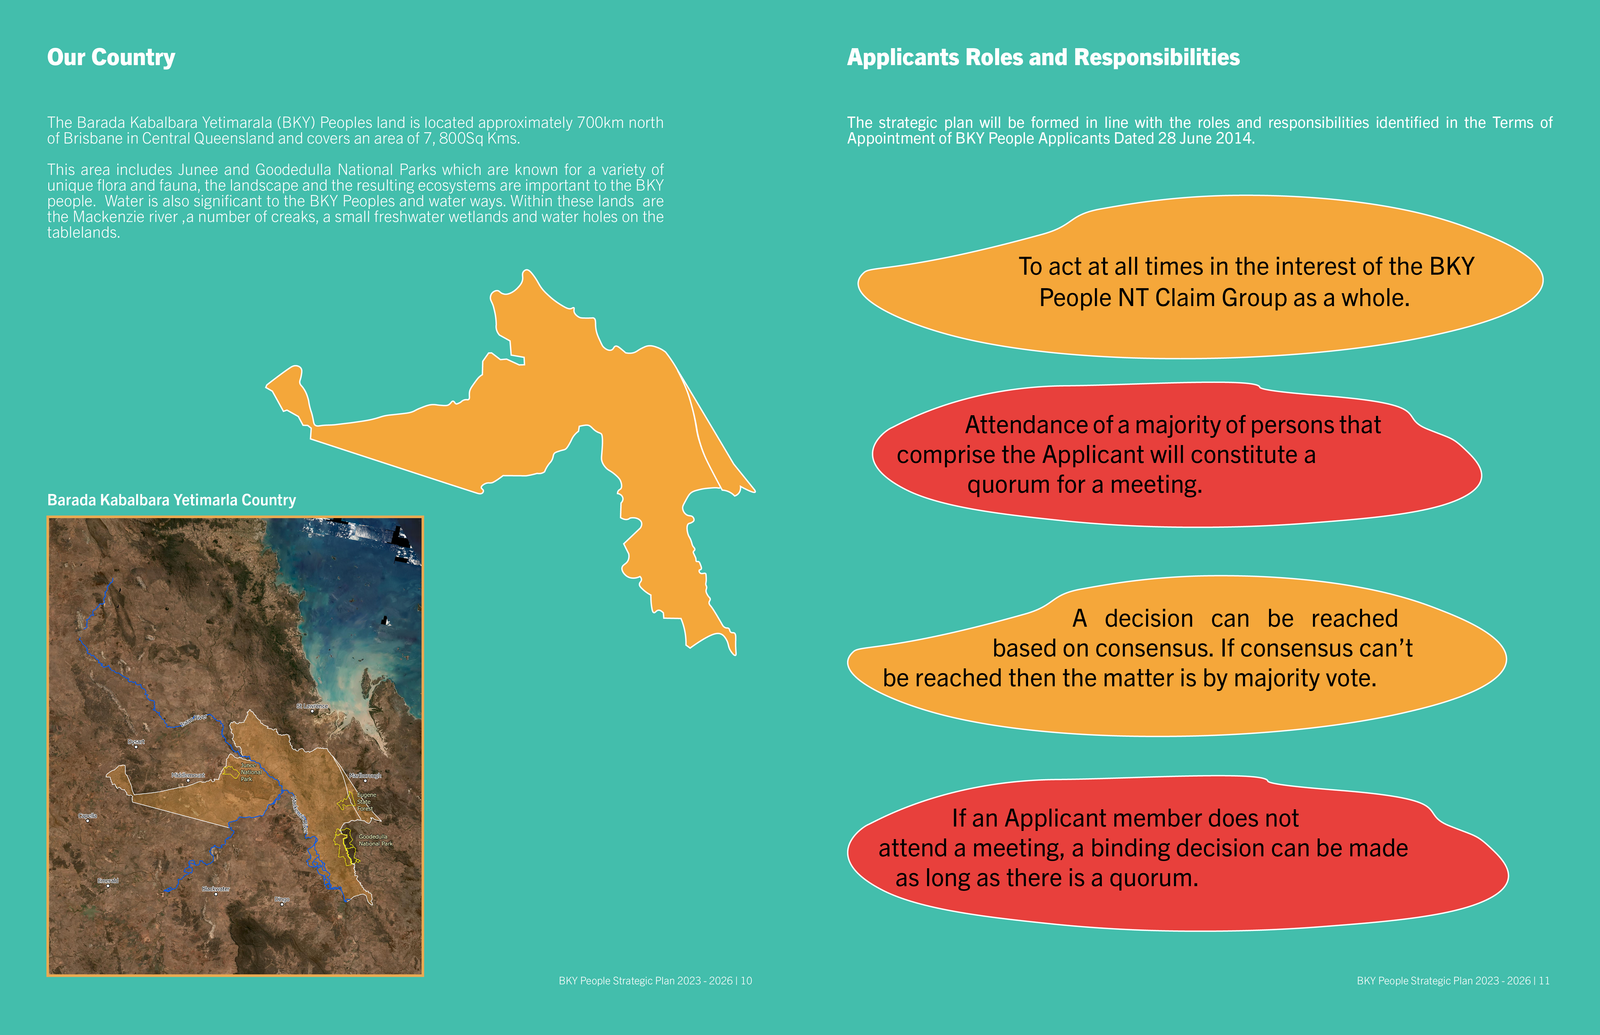 Our Country
The Barada Kabalbara Yetimarala (BKY) Peoples land is located approximately 700km north
of Brisbane in Central Queensland and covers an area of 7, 800Sq Kms.
This area includes Junee and Goodedulla National Parks which are known for a variety of
unique flora and fauna, the landscape and the resulting ecosystems are important to the BKY
people.  Water is also significant to the BKY Peoples and water ways. Within these lands  are
the Mackenzie river ,a number of creaks, a small freshwater wetlands and water holes on the
tablelands.
Barada Kabalbara Yetimarla Country
St Lawrence
Isaac River
Dysart
Middlemount
Junee
National
Park
Marlborough
Eugene
State
Forest
Mackenzie River
Capella
Goodedulla
National Park
Emerald
Blackwater
Dingo
BKY People Strategic Plan 2023 - 2026 | 10
Applicants Roles and Responsibilities
The strategic plan will be formed in line with the roles and responsibilities identified in the Terms of
Appointment of BKY People Applicants Dated 28 June 2014.
To act at all times in the interest of the BKY
People NT Claim Group as a whole.
Attendance of a majority of persons that
comprise the Applicant will constitute a
quorum for a meeting.
A decision can be reached
based on consensus. If consensus can't
be reached then the matter is by majority vote.
If an Applicant member does not
attend a meeting, a binding decision can be made
as long as there is a quorum.
BKY People Strategic Plan 2023 - 2026 | 11